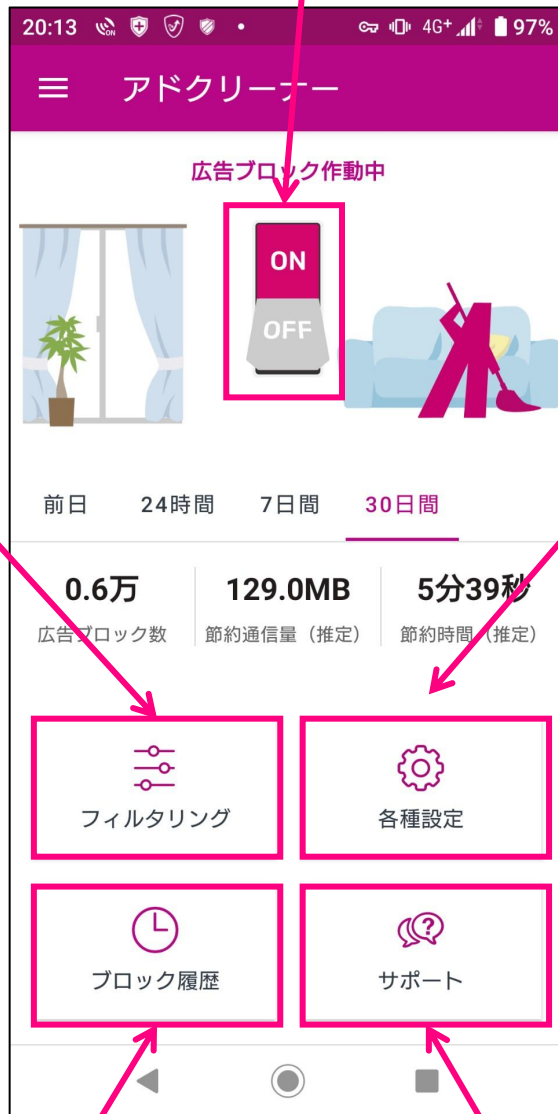 20:13 4G+ 97%
アドクリーナー
広告ブロック作動中
ON
OFF
前日 24時間 7日間 30日間
0.6万 129.0MB 5分39秒
広告ブロック数 節約通信量（推定） 節約時間（推定）
フィルタリング 各種設定
ブロック履歴 サポート